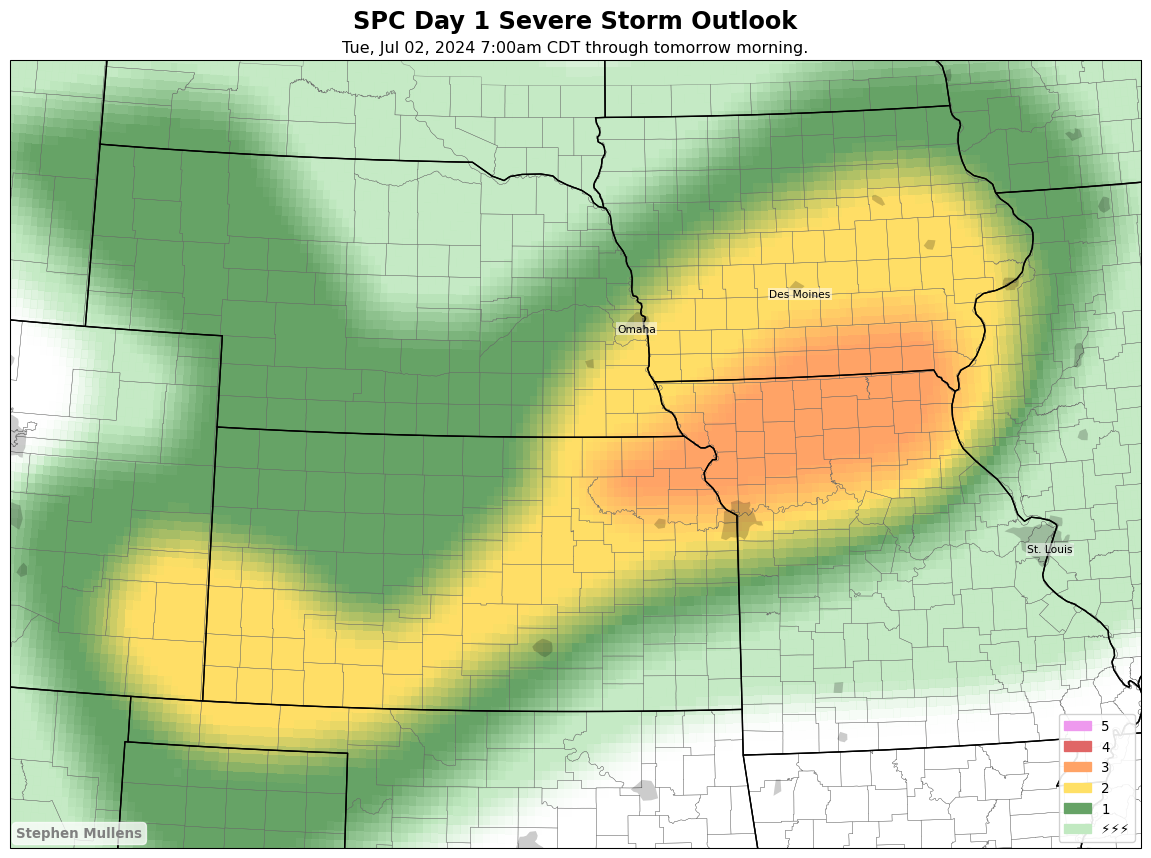 SPC Day 1 Severe Storm Outlook
Tue, Jul 02, 2024 7:00am CDT through tomorrow morning.
Des Moines
Omaha
St. Louis
5
4
3
2
1
⚡⚡⚡
Stephen Mullens